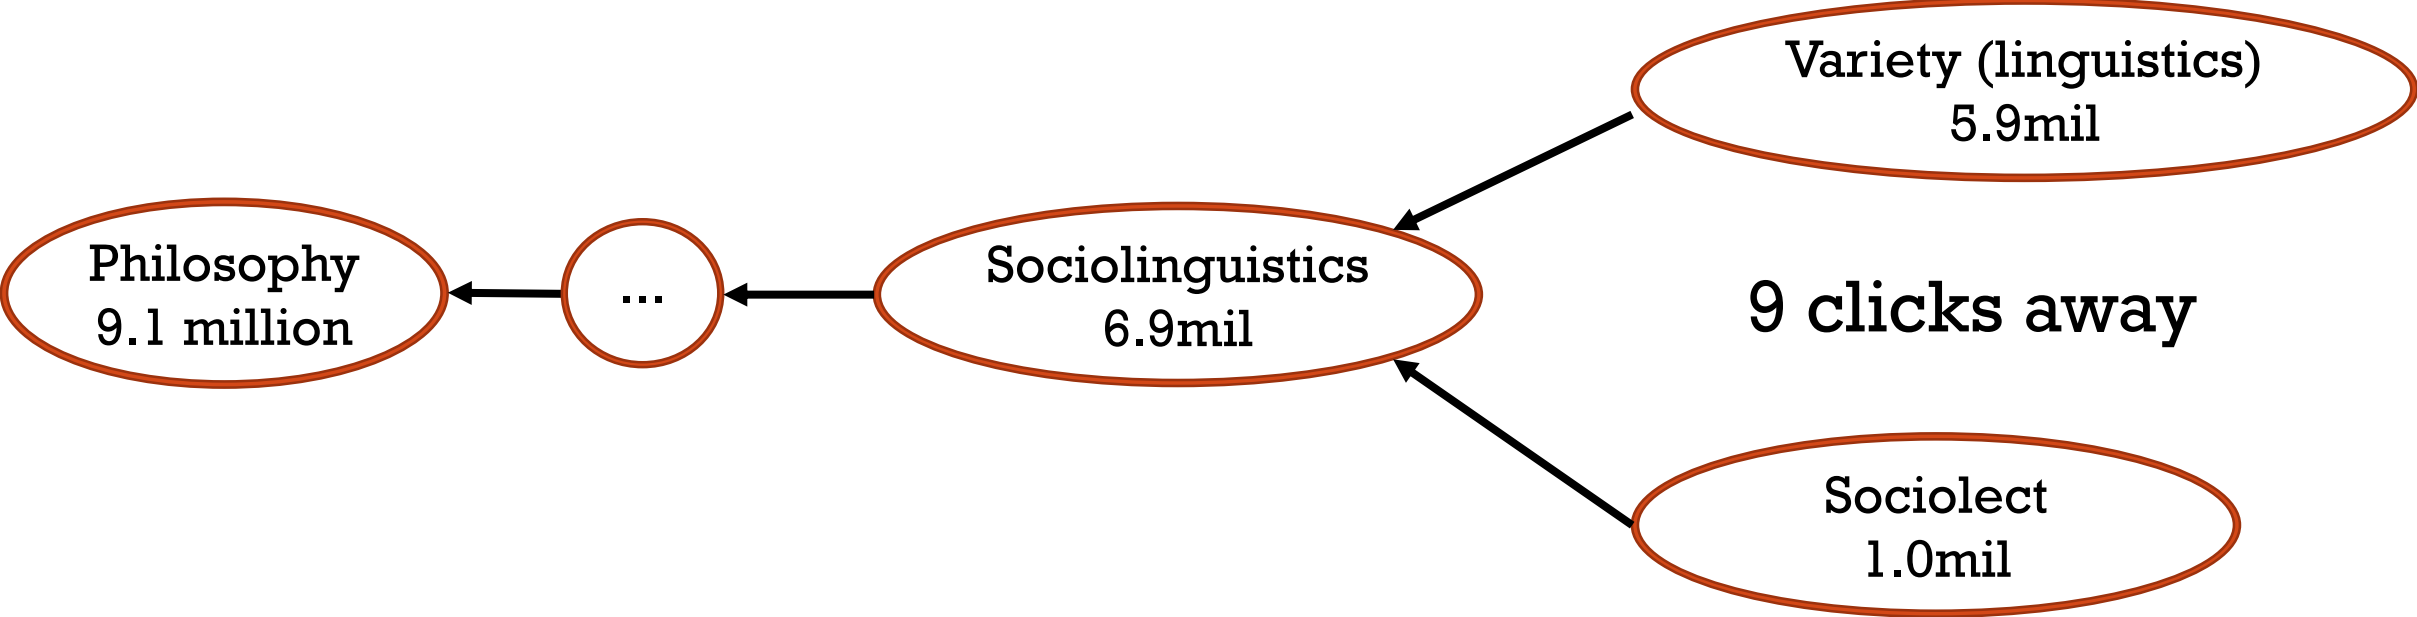 Philosophy
9.1 million
...
Sociolinguistics
6.9mil
Variety (linguistics)
5.9mil
9 clicks away
Sociolect
1.0mil